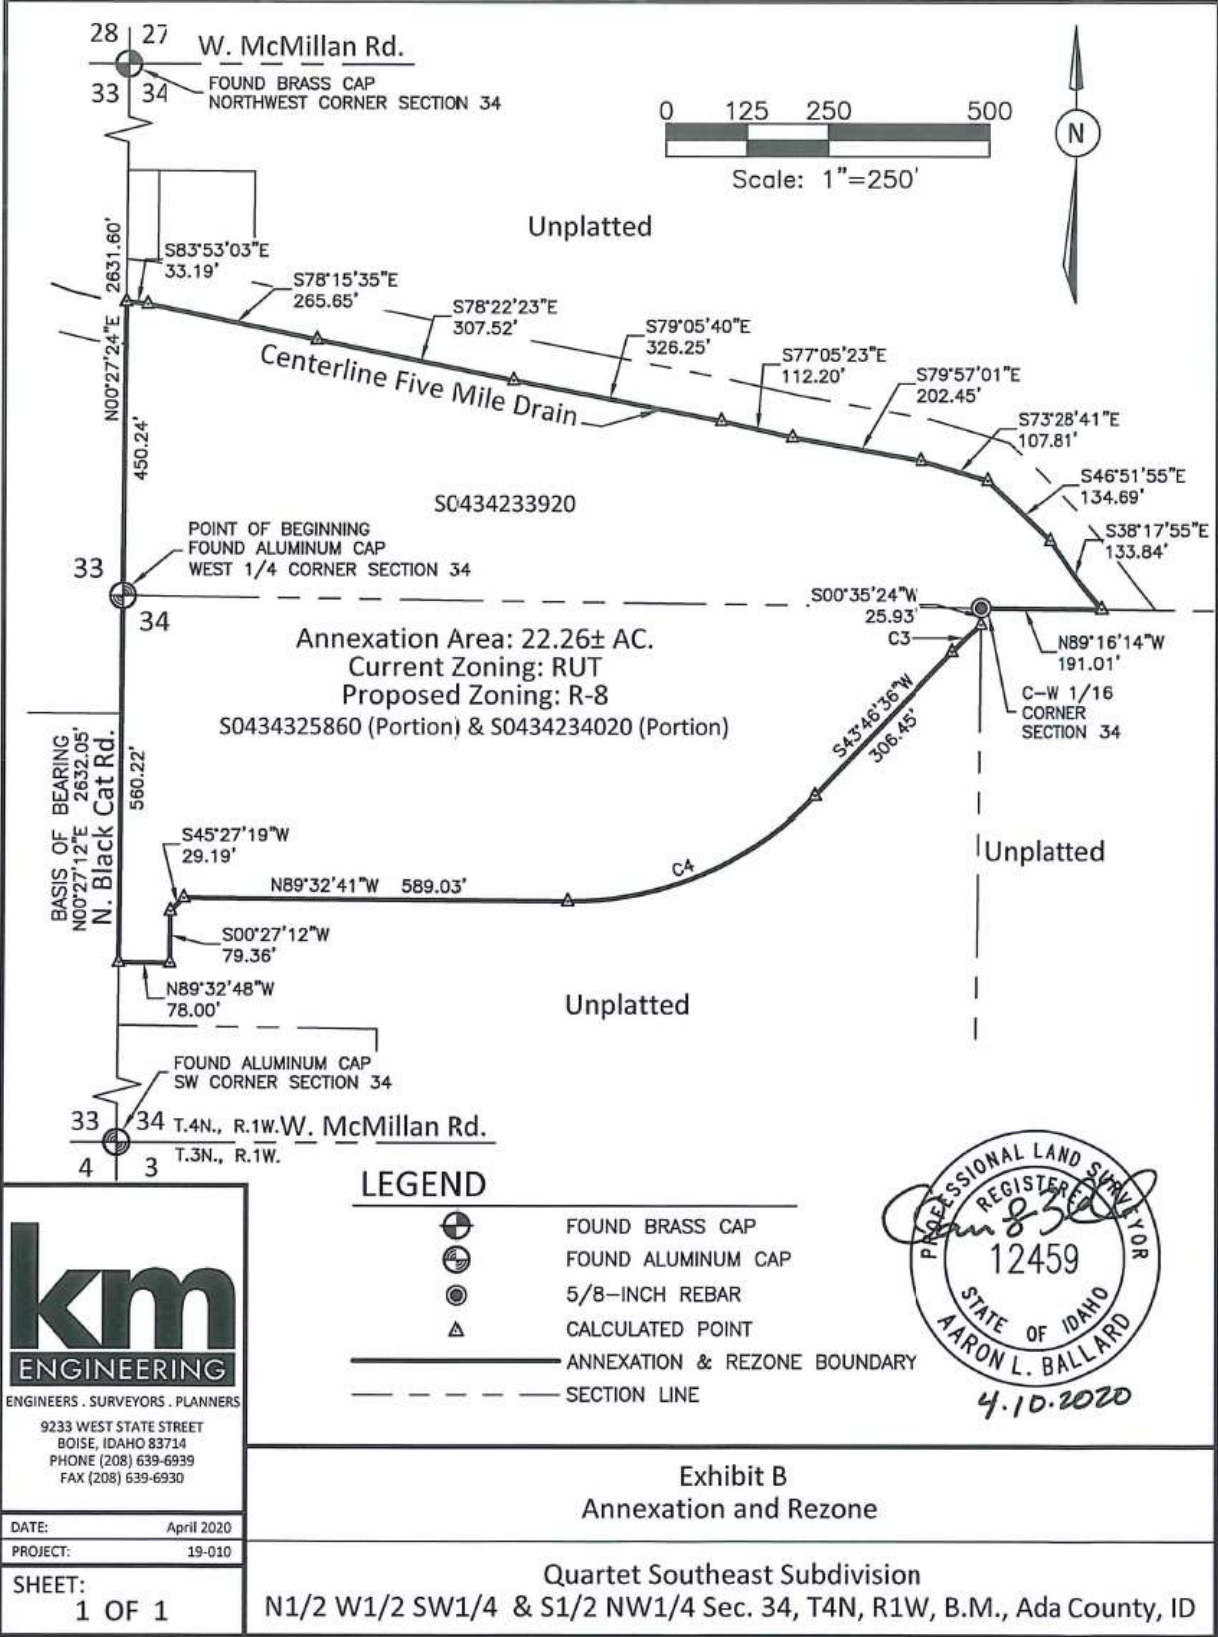 28 27
W. McMillan Rd.
33 34
FOUND BRASS CAP
NORTHWEST CORNER SECTION 34
0 125 250 500
Scale: 1"=250'
N
Unplatted
N00°27'24"E 2631.60'
S83°53'03"E
33.19'
S78°15'35"E
265.65'
S78°22'23"E
307.52'
S79°05'40"E
326.25'
S77°05'23"E
112.20'
S79°57'01"E
202.45'
S73°28'41"E
107.81'
S46°51'55"E
134.69'
S38°17'55"E
133.84'
Centerline Five Mile Drain
450.24'
S0434233920
POINT OF BEGINNING
FOUND ALUMINUM CAP
WEST 1/4 CORNER SECTION 34
33
34
S00°35'24"W
25.93'
C3
N89°16'14"W
191.01'
C-W 1/16
CORNER
SECTION 34
Annexation Area: 22.26± AC.
Current Zoning: RUT
Proposed Zoning: R-8
S0434325860 (Portion) & S0434234020 (Portion)
S43°46'36"W
306.45'
BASIS OF BEARING
N00°27'12"E 2632.05'
N. Black Cat Rd.
560.22'
S45°27'19"W
29.19'
N89°32'41"W 589.03'
C4
Unplatted
S00°27'12"W
79.36'
N89°32'48"W
78.00'
Unplatted
FOUND ALUMINUM CAP
SW CORNER SECTION 34
33 34 T.4N., R.1W. W. McMillan Rd.
4 3 T.3N., R.1W.
LEGEND
FOUND BRASS CAP
FOUND ALUMINUM CAP
5/8-INCH REBAR
CALCULATED POINT
ANNEXATION & REZONE BOUNDARY
SECTION LINE
PROFESSIONAL LAND SURVEYOR
REGISTERED
12459
STATE OF IDAHO
AARON L. BALLARD
4.10.2020
km
ENGINEERING
ENGINEERS . SURVEYORS . PLANNERS
9233 WEST STATE STREET
BOISE, IDAHO 83714
PHONE (208) 639-6939
FAX (208) 639-6930
DATE: April 2020
PROJECT: 19-010
SHEET:
1 OF 1
Exhibit B
Annexation and Rezone
Quartet Southeast Subdivision
N1/2 W1/2 SW1/4 & S1/2 NW1/4 Sec. 34, T4N, R1W, B.M., Ada County, ID